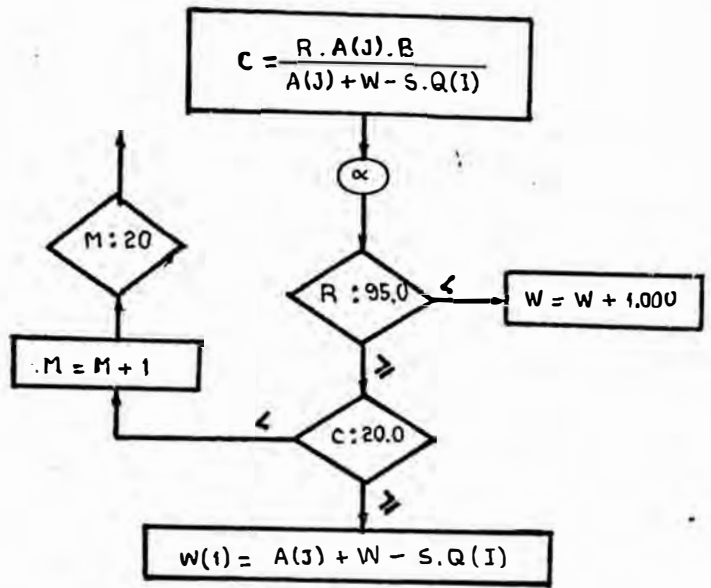 C = R . A(J) . B
A(J) + W - S.Q(I)
∝
M : 20
R : 95.0
<
W = W + 1.000
≥
M = M + 1
<
C : 20.0
≥
W(1) = A(J) + W - S.Q(I)